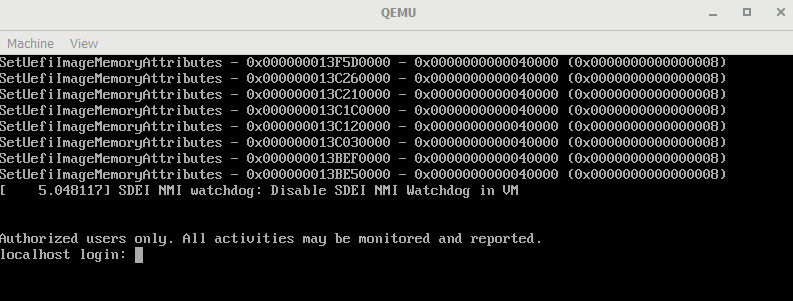 QEMU
Machine View
SetUefiImageMemoryAttributes - 0x000000013F5D0000 - 0x0000000000040000 (0x0000000000000008)
SetUefiImageMemoryAttributes - 0x000000013C260000 - 0x0000000000040000 (0x0000000000000008)
SetUefiImageMemoryAttributes - 0x000000013C210000 - 0x0000000000040000 (0x0000000000000008)
SetUefiImageMemoryAttributes - 0x000000013C1C0000 - 0x0000000000040000 (0x0000000000000008)
SetUefiImageMemoryAttributes - 0x000000013C120000 - 0x0000000000040000 (0x0000000000000008)
SetUefiImageMemoryAttributes - 0x000000013C030000 - 0x0000000000040000 (0x0000000000000008)
SetUefiImageMemoryAttributes - 0x000000013BEF0000 - 0x0000000000040000 (0x0000000000000008)
SetUefiImageMemoryAttributes - 0x000000013BE50000 - 0x0000000000040000 (0x0000000000000008)
[    5.048117] SDEI NMI watchdog: Disable SDEI NMI Watchdog in VM
Authorized users only. All activities may be monitored and reported.
localhost login: